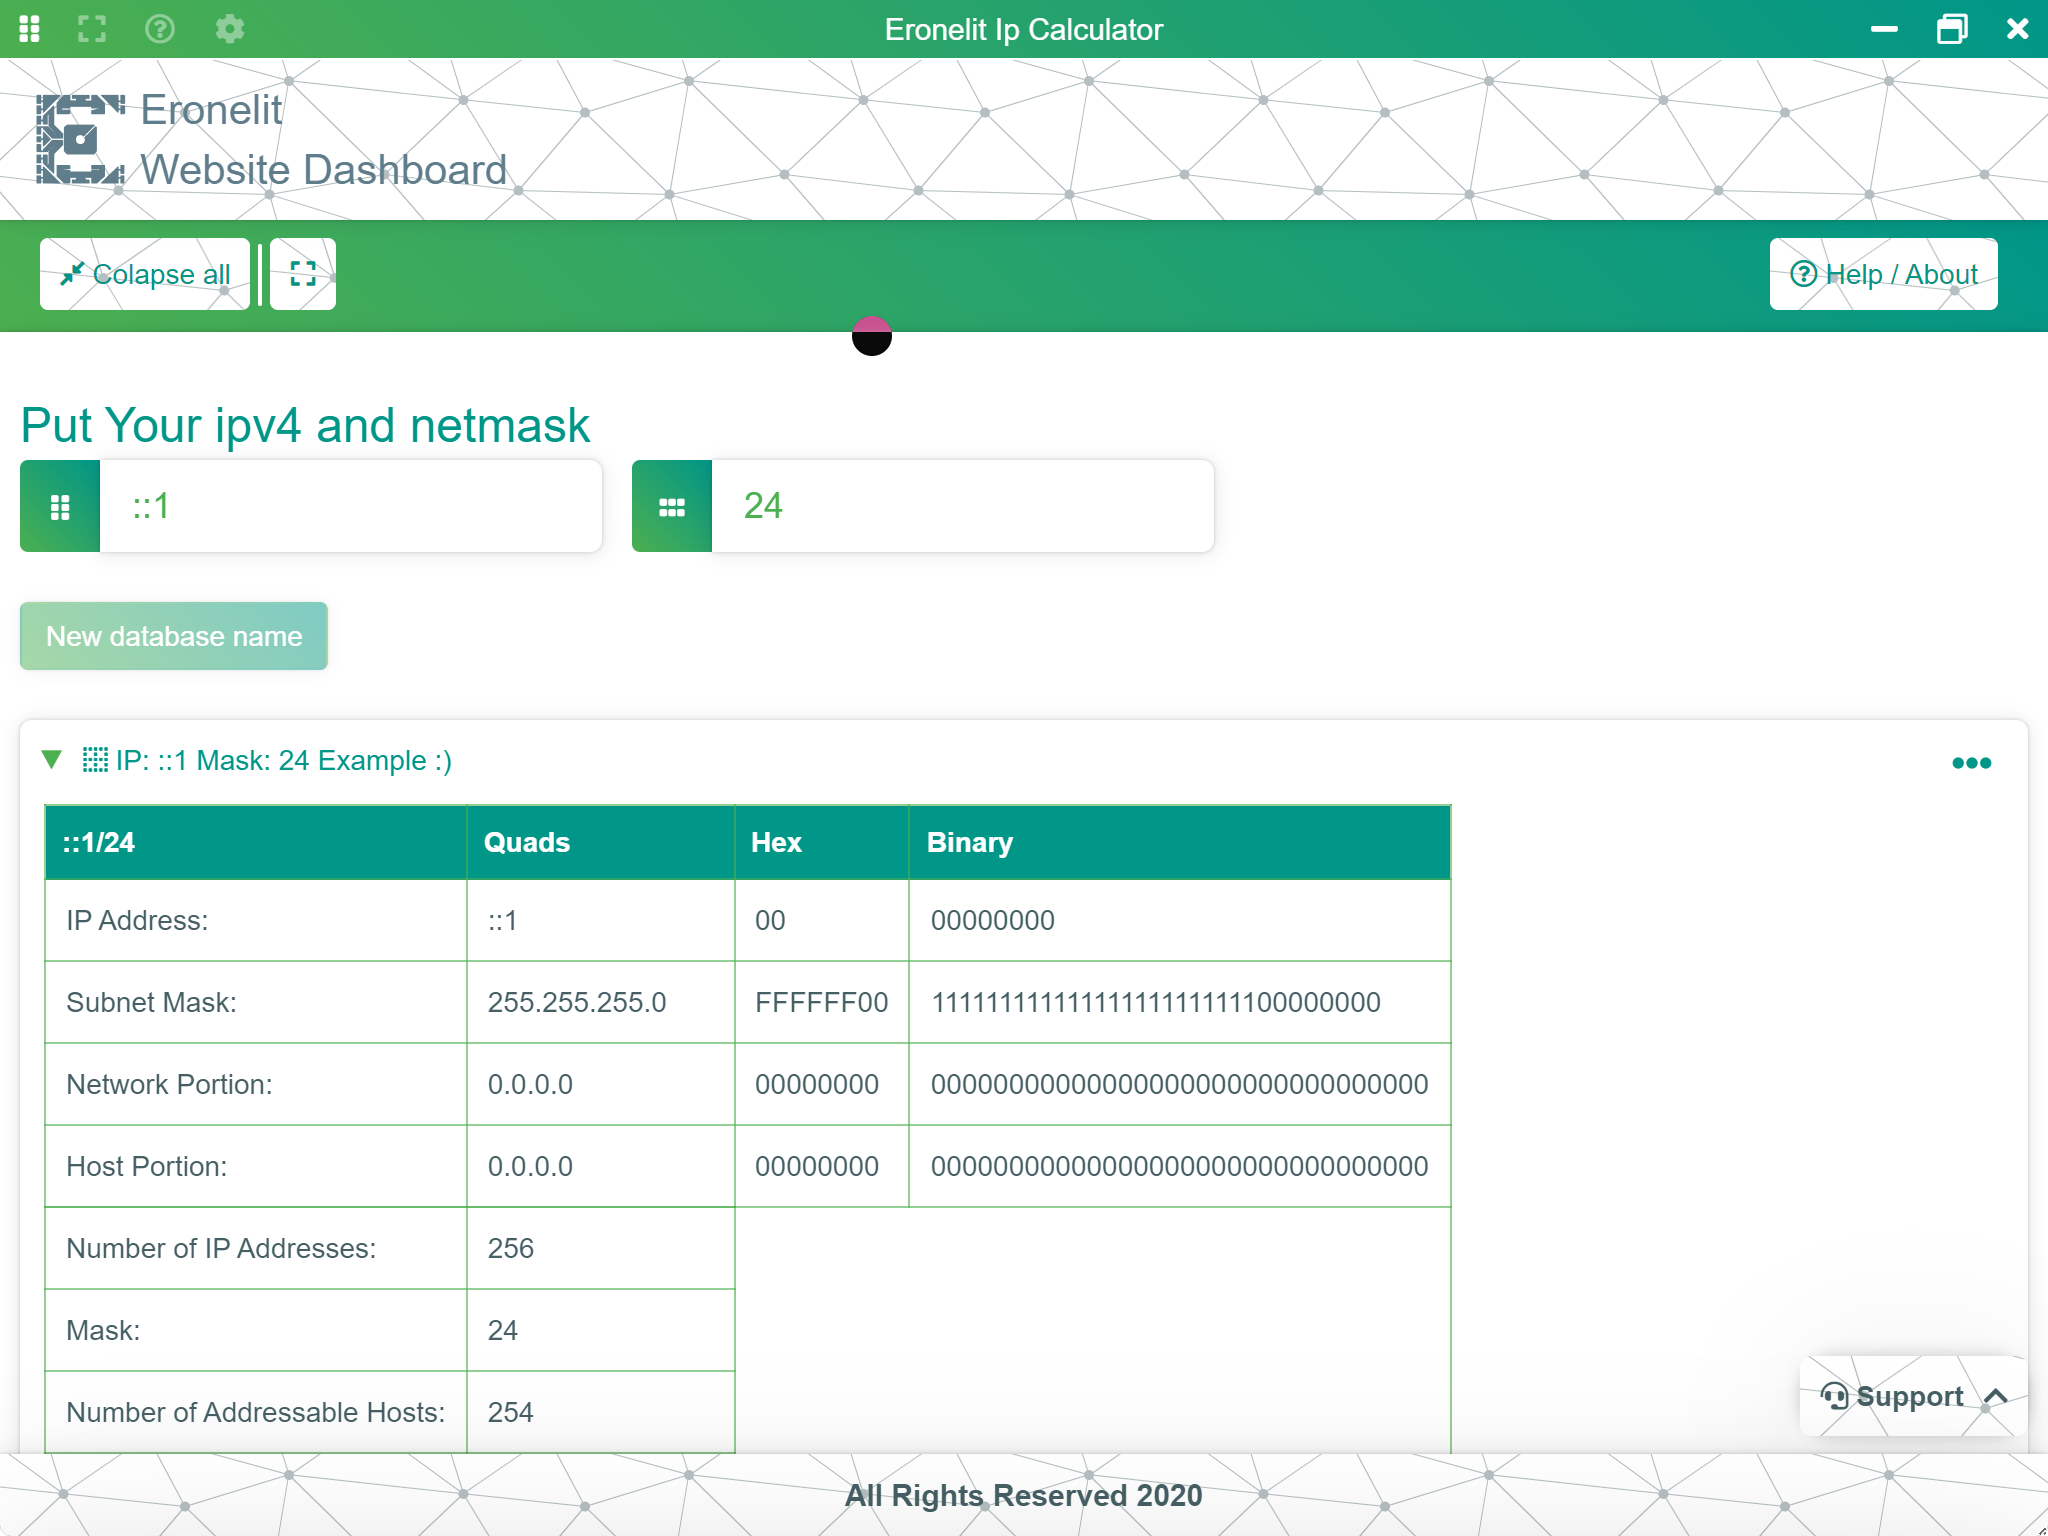 Eronelit Ip Calculator
Eronelit
Website Dashboard
Colapse all
Help / About
Put Your ipv4 and netmask
::1
24
New database name
IP: ::1 Mask: 24 Example :)
::1/24 Quads Hex Binary
IP Address: ::1 00 00000000
Subnet Mask: 255.255.255.0 FFFFFF00 11111111111111111111111100000000
Network Portion: 0.0.0.0 00000000 00000000000000000000000000000000
Host Portion: 0.0.0.0 00000000 00000000000000000000000000000000
Number of IP Addresses: 256
Mask: 24
Number of Addressable Hosts: 254
Support
All Rights Reserved 2020